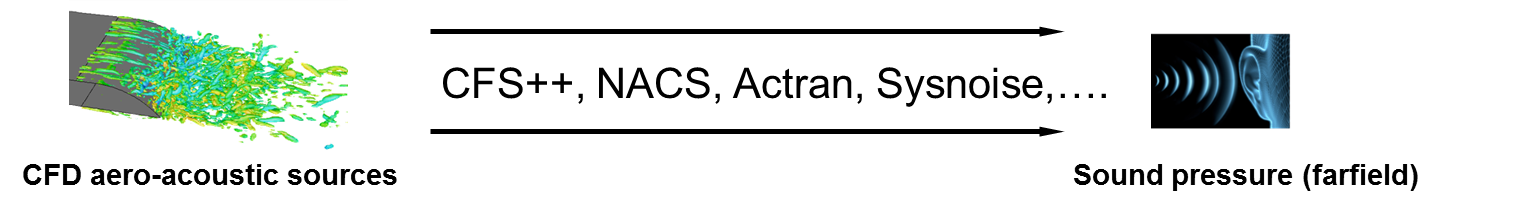 CFS++, NACS, Actran, Sysnoise,….
CFD aero-acoustic sources
Sound pressure (farfield)